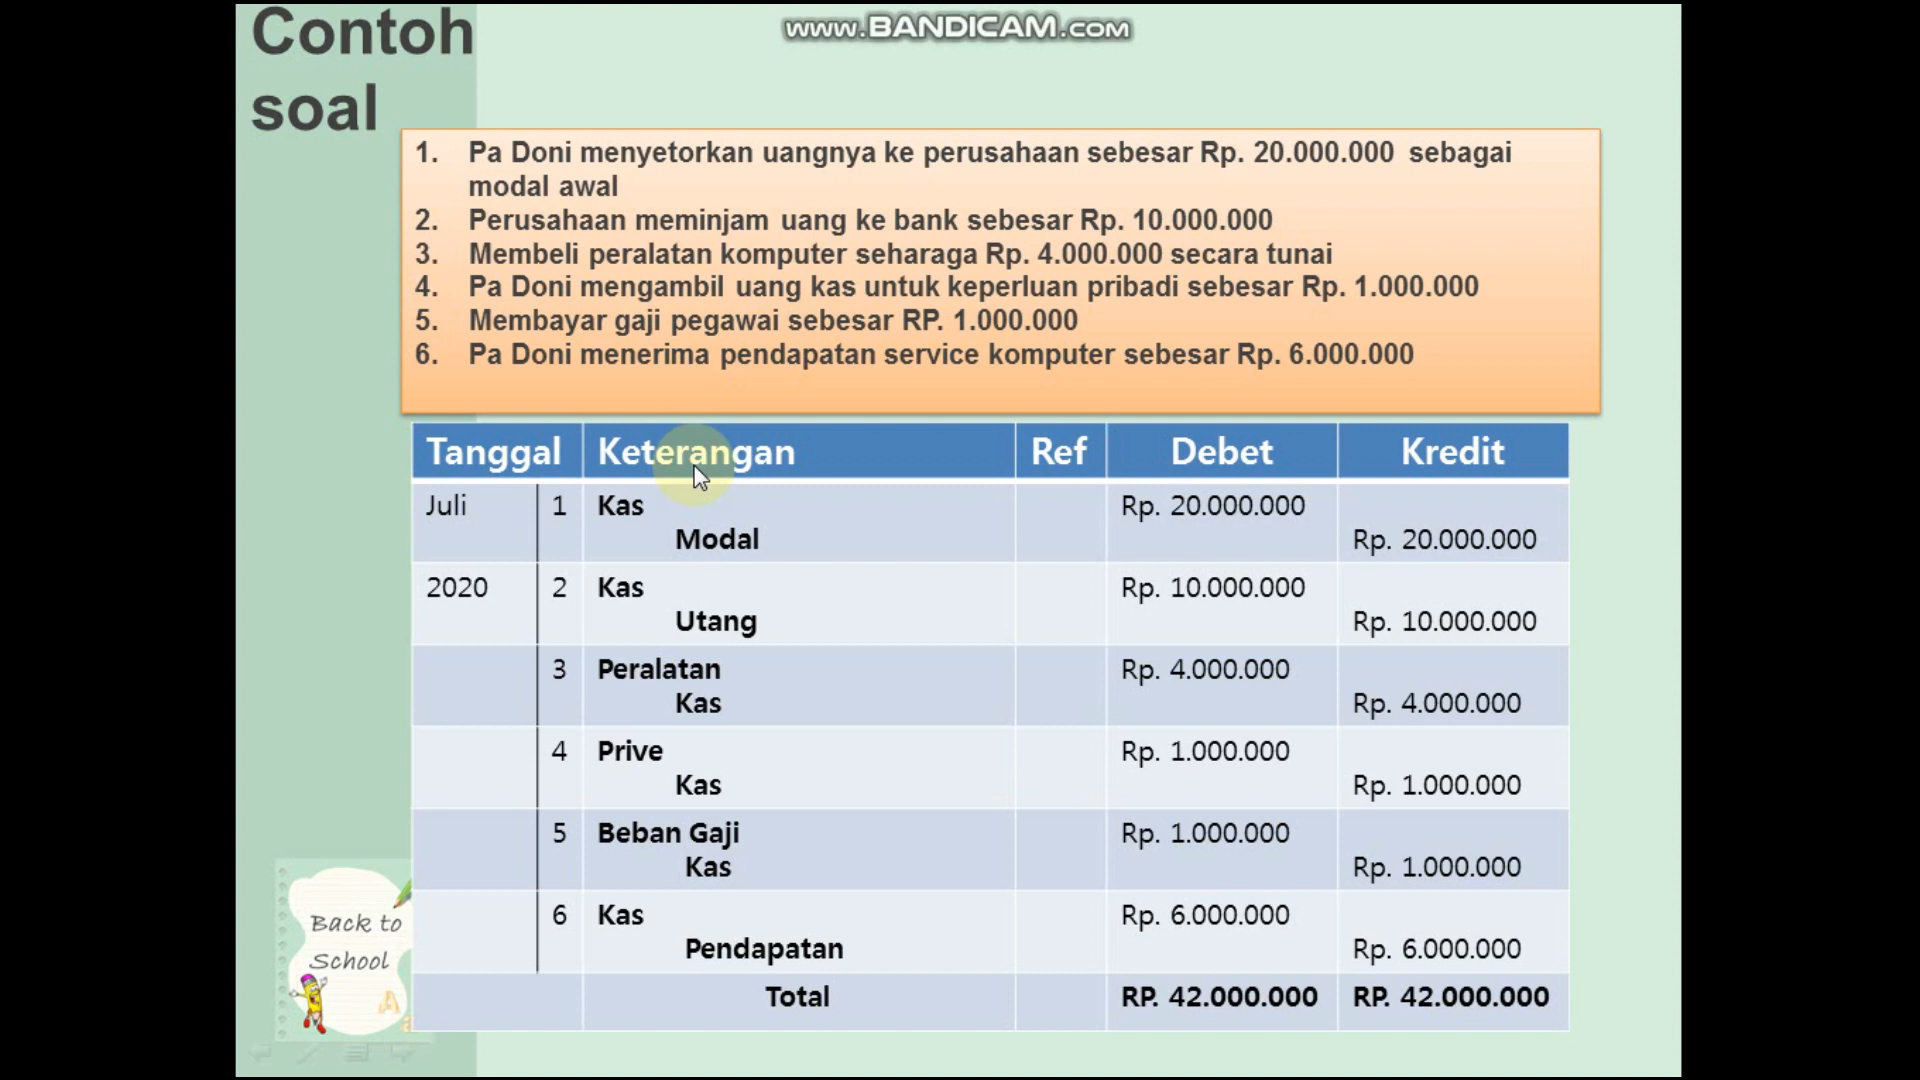 www.BANDICAM.com
Contoh
soal
1. Pa Doni menyetorkan uangnya ke perusahaan sebesar Rp. 20.000.000 sebagai
modal awal
2. Perusahaan meminjam uang ke bank sebesar Rp. 10.000.000
3. Membeli peralatan komputer seharaga Rp. 4.000.000 secara tunai
4. Pa Doni mengambil uang kas untuk keperluan pribadi sebesar Rp. 1.000.000
5. Membayar gaji pegawai sebesar RP. 1.000.000
6. Pa Doni menerima pendapatan service komputer sebesar Rp. 6.000.000
Tanggal Keterangan Ref Debet Kredit
Juli 1 Kas Rp. 20.000.000
Modal Rp. 20.000.000
2020 2 Kas Rp. 10.000.000
Utang Rp. 10.000.000
3 Peralatan Rp. 4.000.000
Kas Rp. 4.000.000
4 Prive Rp. 1.000.000
Kas Rp. 1.000.000
5 Beban Gaji Rp. 1.000.000
Kas Rp. 1.000.000
6 Kas Rp. 6.000.000
Pendapatan Rp. 6.000.000
Total RP. 42.000.000 RP. 42.000.000
Back to
School
A